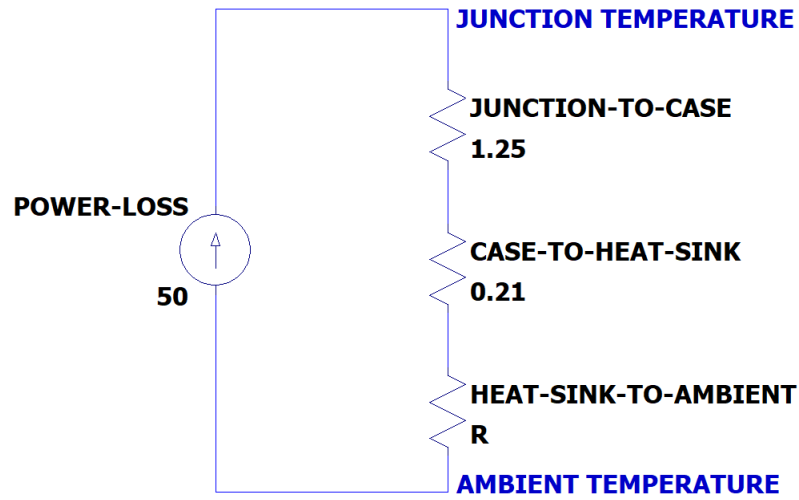 JUNCTION TEMPERATURE
JUNCTION-TO-CASE
1.25
POWER-LOSS
50
CASE-TO-HEAT-SINK
0.21
HEAT-SINK-TO-AMBIENT
R
AMBIENT TEMPERATURE